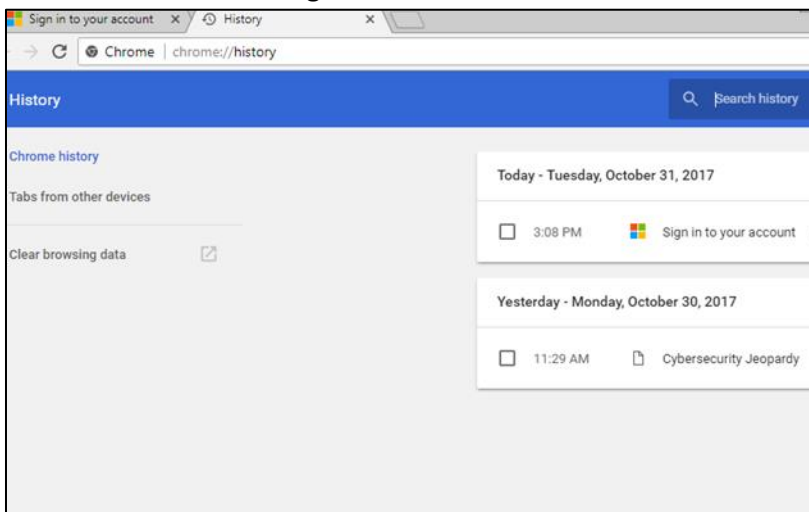 Sign in to your account
History
Chrome | chrome://history
History
Search history
Chrome history
Tabs from other devices
Clear browsing data
Today - Tuesday, October 31, 2017
3:08 PM Sign in to your account
Yesterday - Monday, October 30, 2017
11:29 AM Cybersecurity Jeopardy